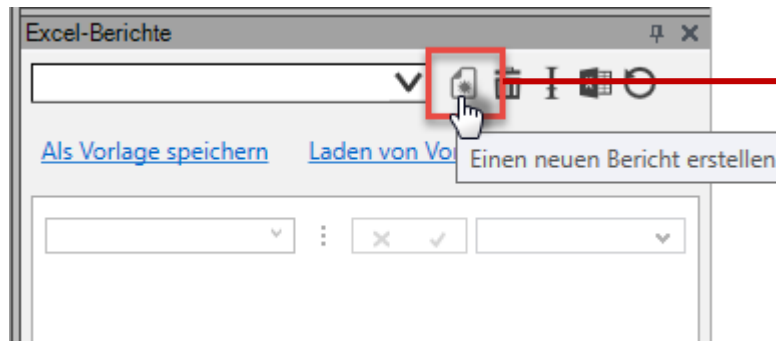 Excel-Berichte
Als Vorlage speichern Laden von Vor
Einen neuen Bericht erstellen